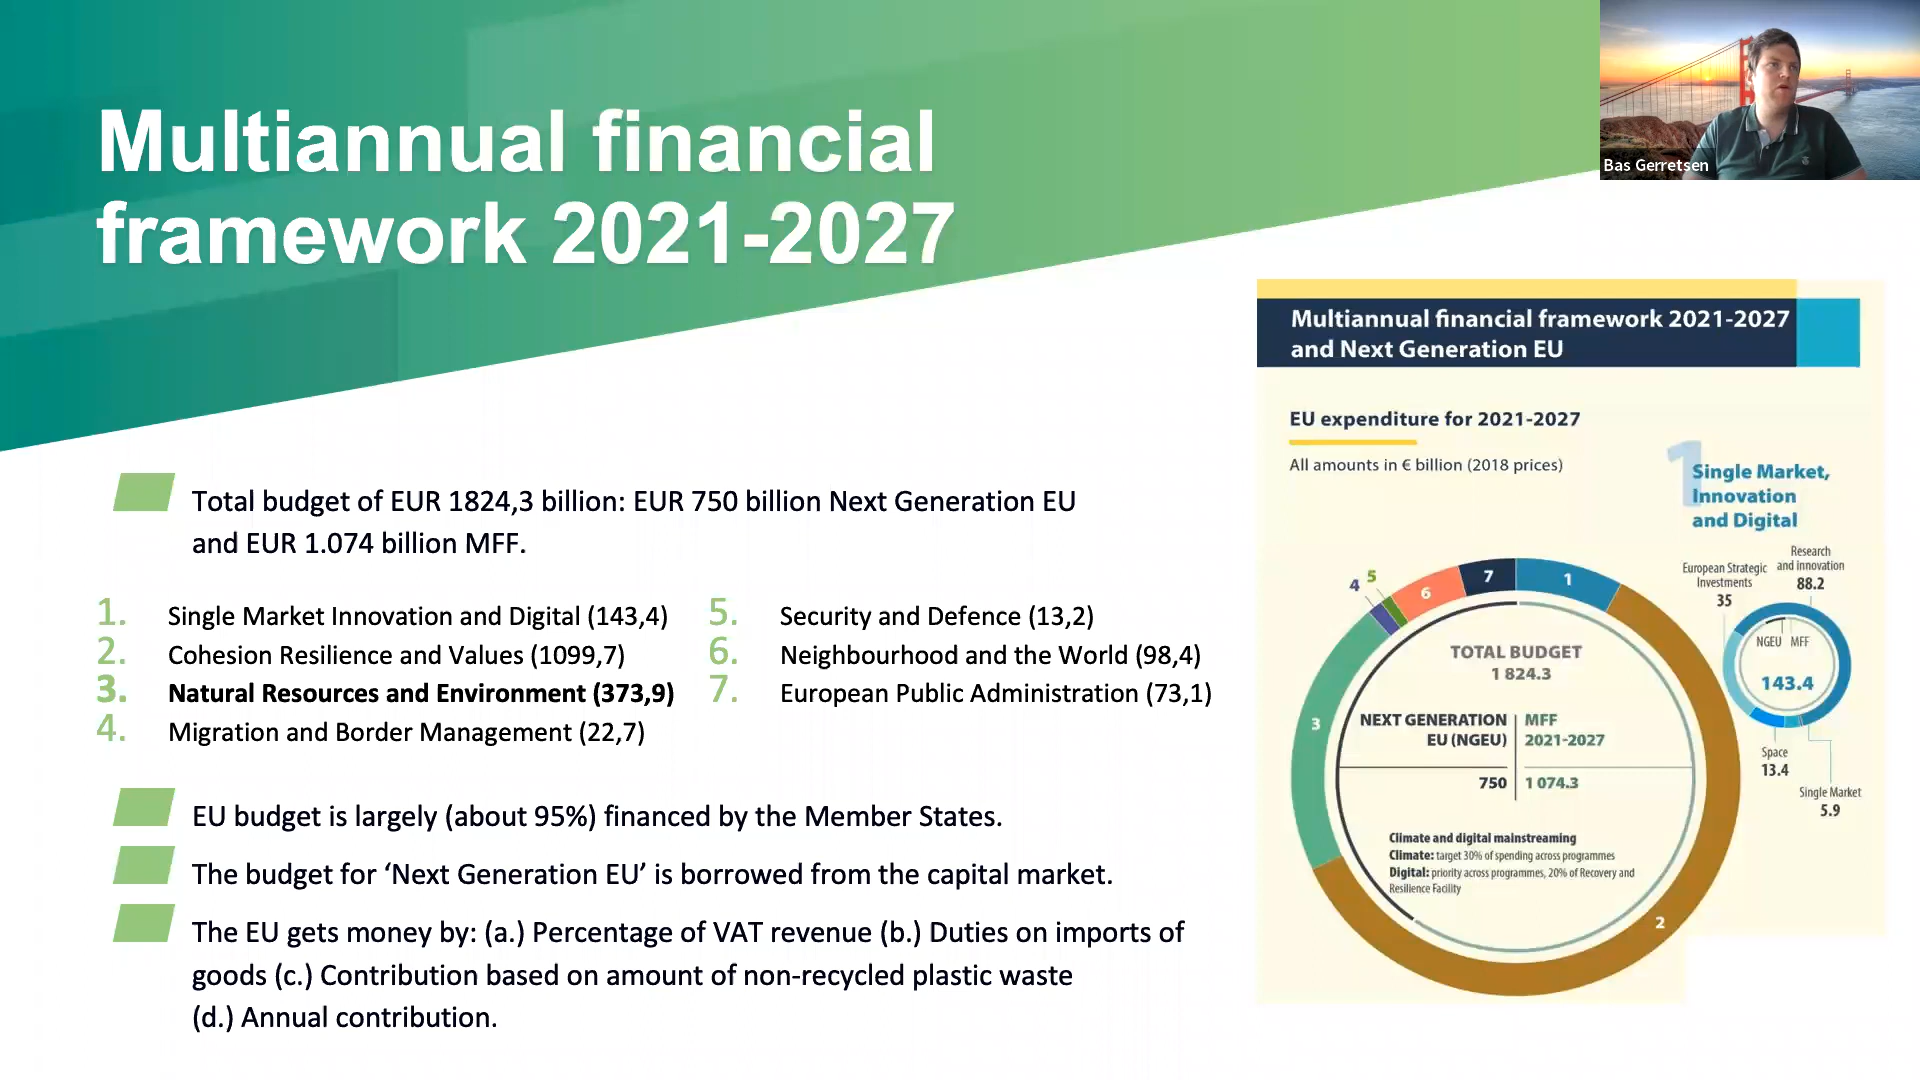 Multiannual financial
framework 2021-2027
Bas Gerretsen
Total budget of EUR 1824,3 billion: EUR 750 billion Next Generation EU
and EUR 1.074 billion MFF.
1. Single Market Innovation and Digital (143,4)
2. Cohesion Resilience and Values (1099,7)
3. Natural Resources and Environment (373,9)
4. Migration and Border Management (22,7)
5. Security and Defence (13,2)
6. Neighbourhood and the World (98,4)
7. European Public Administration (73,1)
EU budget is largely (about 95%) financed by the Member States.
The budget for ‘Next Generation EU’ is borrowed from the capital market.
The EU gets money by: (a.) Percentage of VAT revenue (b.) Duties on imports of
goods (c.) Contribution based on amount of non-recycled plastic waste
(d.) Annual contribution.
Multiannual financial framework 2021-2027
and Next Generation EU
EU expenditure for 2021-2027
All amounts in € billion (2018 prices)
1
Single Market,
Innovation
and Digital
European Strategic
Investments
35
Research
and innovation
88.2
NGEU MFF
143.4
Space
13.4
Single Market
5.9
4
5
6
7
1
3
2
TOTAL BUDGET
1 824.3
NEXT GENERATION
EU (NGEU)
750
MFF
2021-2027
1 074.3
Climate and digital mainstreaming
Climate: target 30% of spending across programmes
Digital: priority across programmes, 20% of Recovery and
Resilience Facility